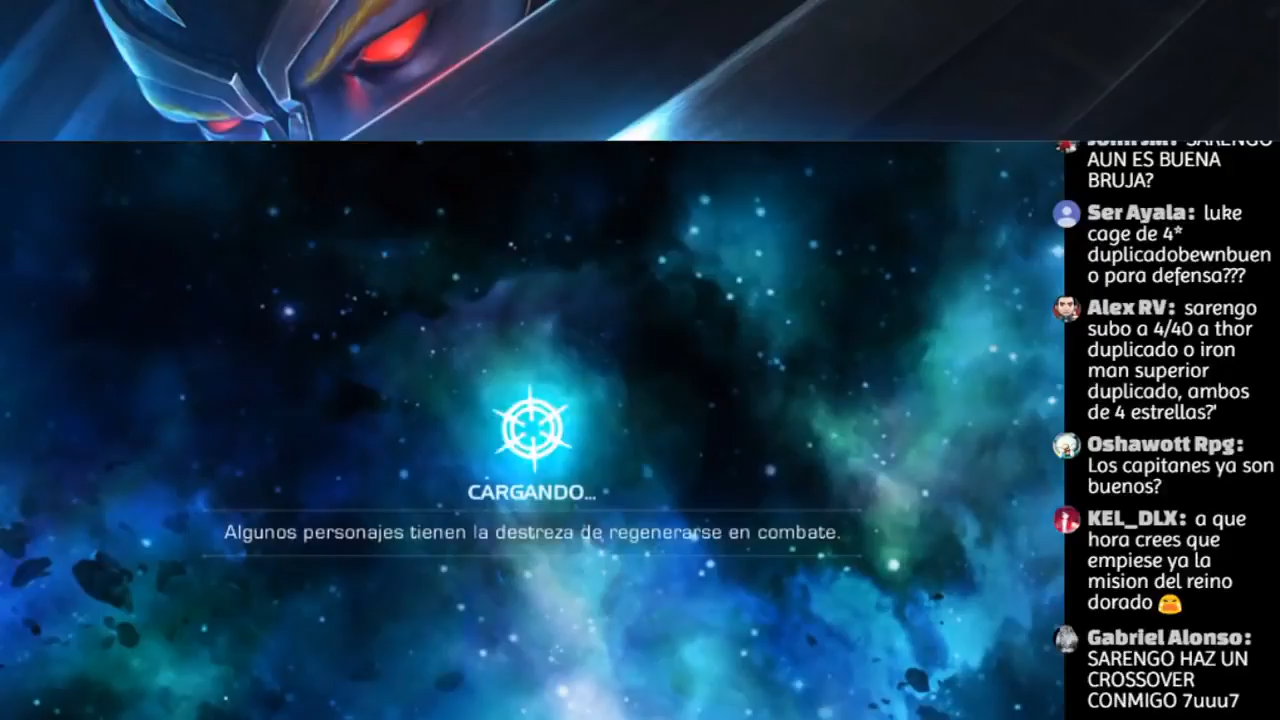 CARGANDO...
Algunos personajes tienen la destreza de regenerarse en combate.
SARENGO
AUN ES BUENA
BRUJA?
Ser Ayala: luke
cage de 4*
duplicadobewnbuen
o para defensa???
Alex RV: sarengo
subo a 4/40 a thor
duplicado o iron
man superior
duplicado, ambos
de 4 estrellas?'
Oshawott Rpg:
Los capitanes ya son
buenos?
KEL_DLX: a que
hora crees que
empiese ya la
mision del reino
dorado
Gabriel Alonso:
SARENGO HAZ UN
CROSSOVER
CONMIGO 7uuu7